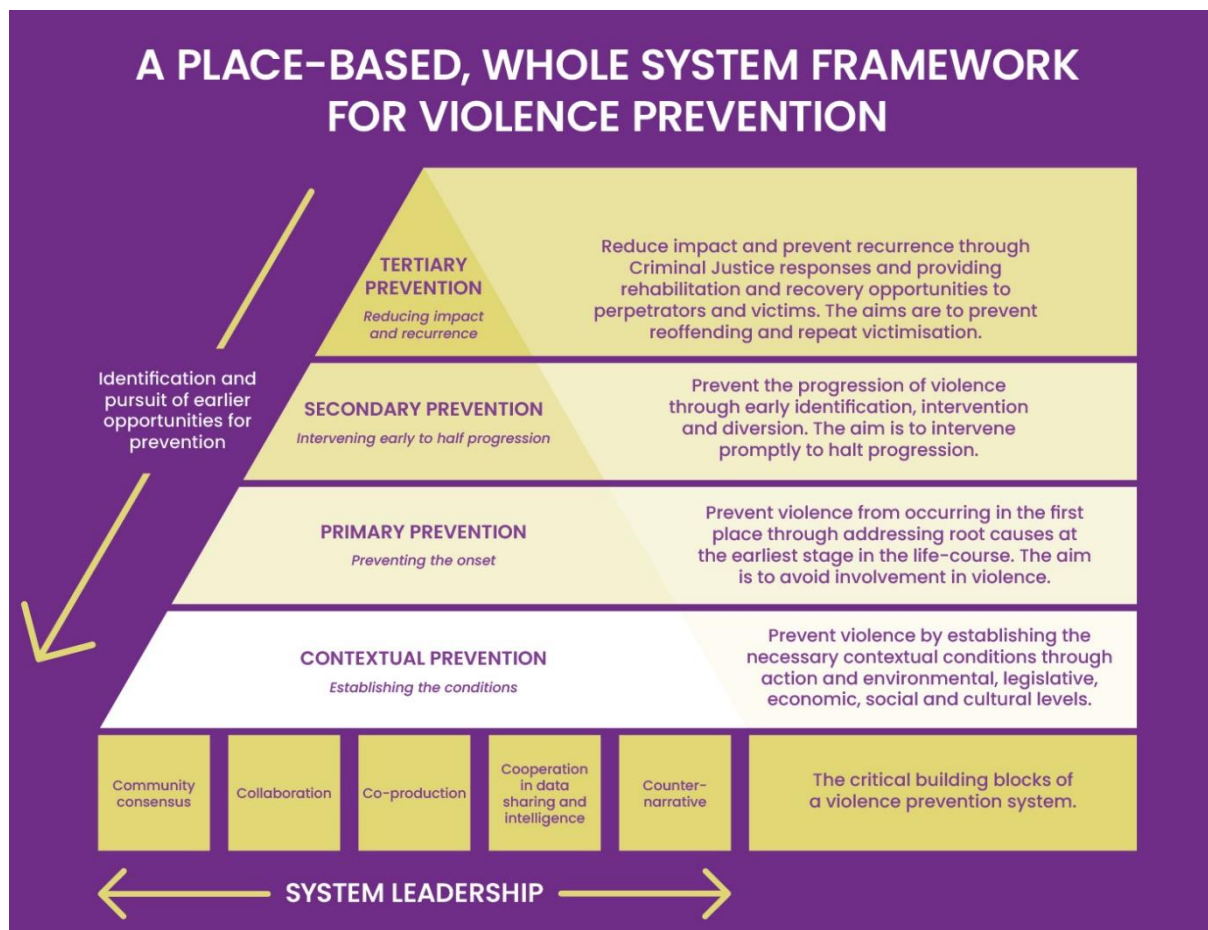 A PLACE-BASED, WHOLE SYSTEM FRAMEWORK
FOR VIOLENCE PREVENTION
Identification and
pursuit of earlier
opportunities for
prevention
TERTIARY
PREVENTION
Reducing impact
and recurrence
Reduce impact and prevent recurrence through
Criminal Justice responses and providing
rehabilitation and recovery opportunities to
perpetrators and victims. The aims are to prevent
reoffending and repeat victimisation.
SECONDARY PREVENTION
Intervening early to half progression
Prevent the progression of violence
through early identification, intervention
and diversion. The aim is to intervene
promptly to halt progression.
PRIMARY PREVENTION
Preventing the onset
Prevent violence from occurring in the first
place through addressing root causes at
the earliest stage in the life-course. The aim
is to avoid involvement in violence.
CONTEXTUAL PREVENTION
Establishing the conditions
Prevent violence by establishing the
necessary contextual conditions through
action and environmental, legislative,
economic, social and cultural levels.
Community
consensus
Collaboration
Co-production
Cooperation
in data
sharing and
intelligence
Counter-
narrative
The critical building blocks of
a violence prevention system.
SYSTEM LEADERSHIP